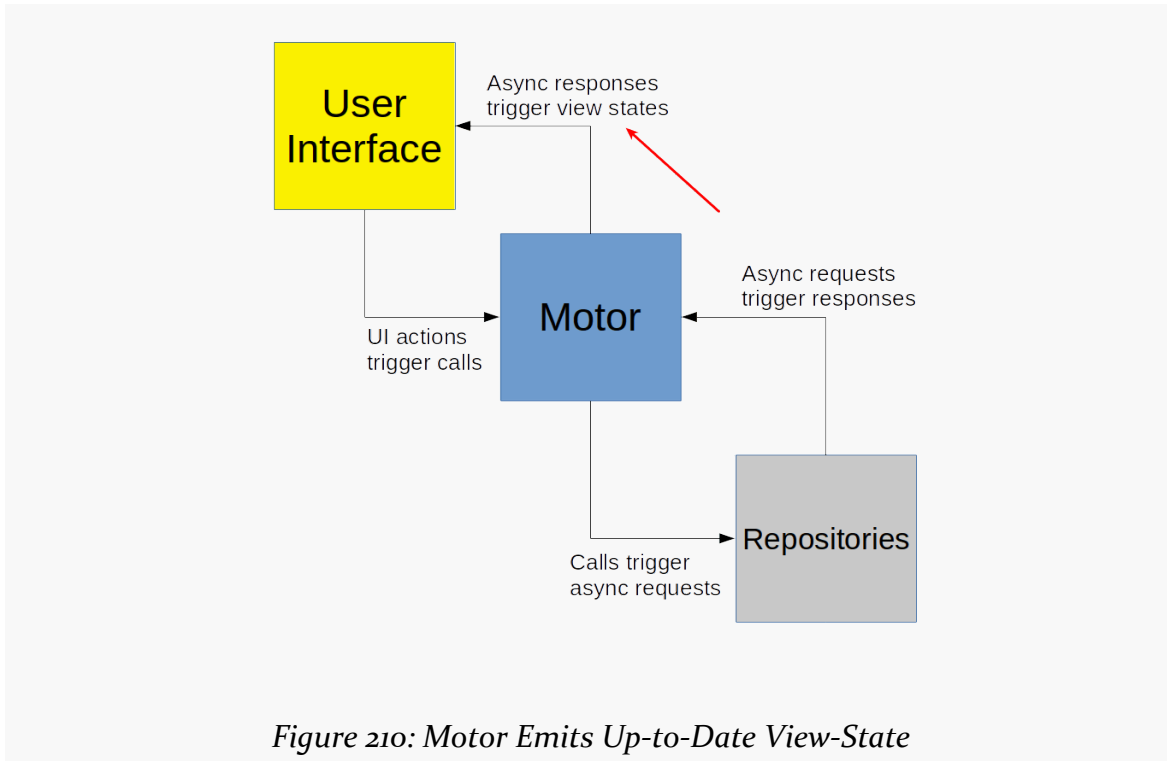 User
Interface
Async responses
trigger view states
Motor
Async requests
trigger responses
UI actions
trigger calls
Repositories
Calls trigger
async requests
Figure 210: Motor Emits Up-to-Date View-State